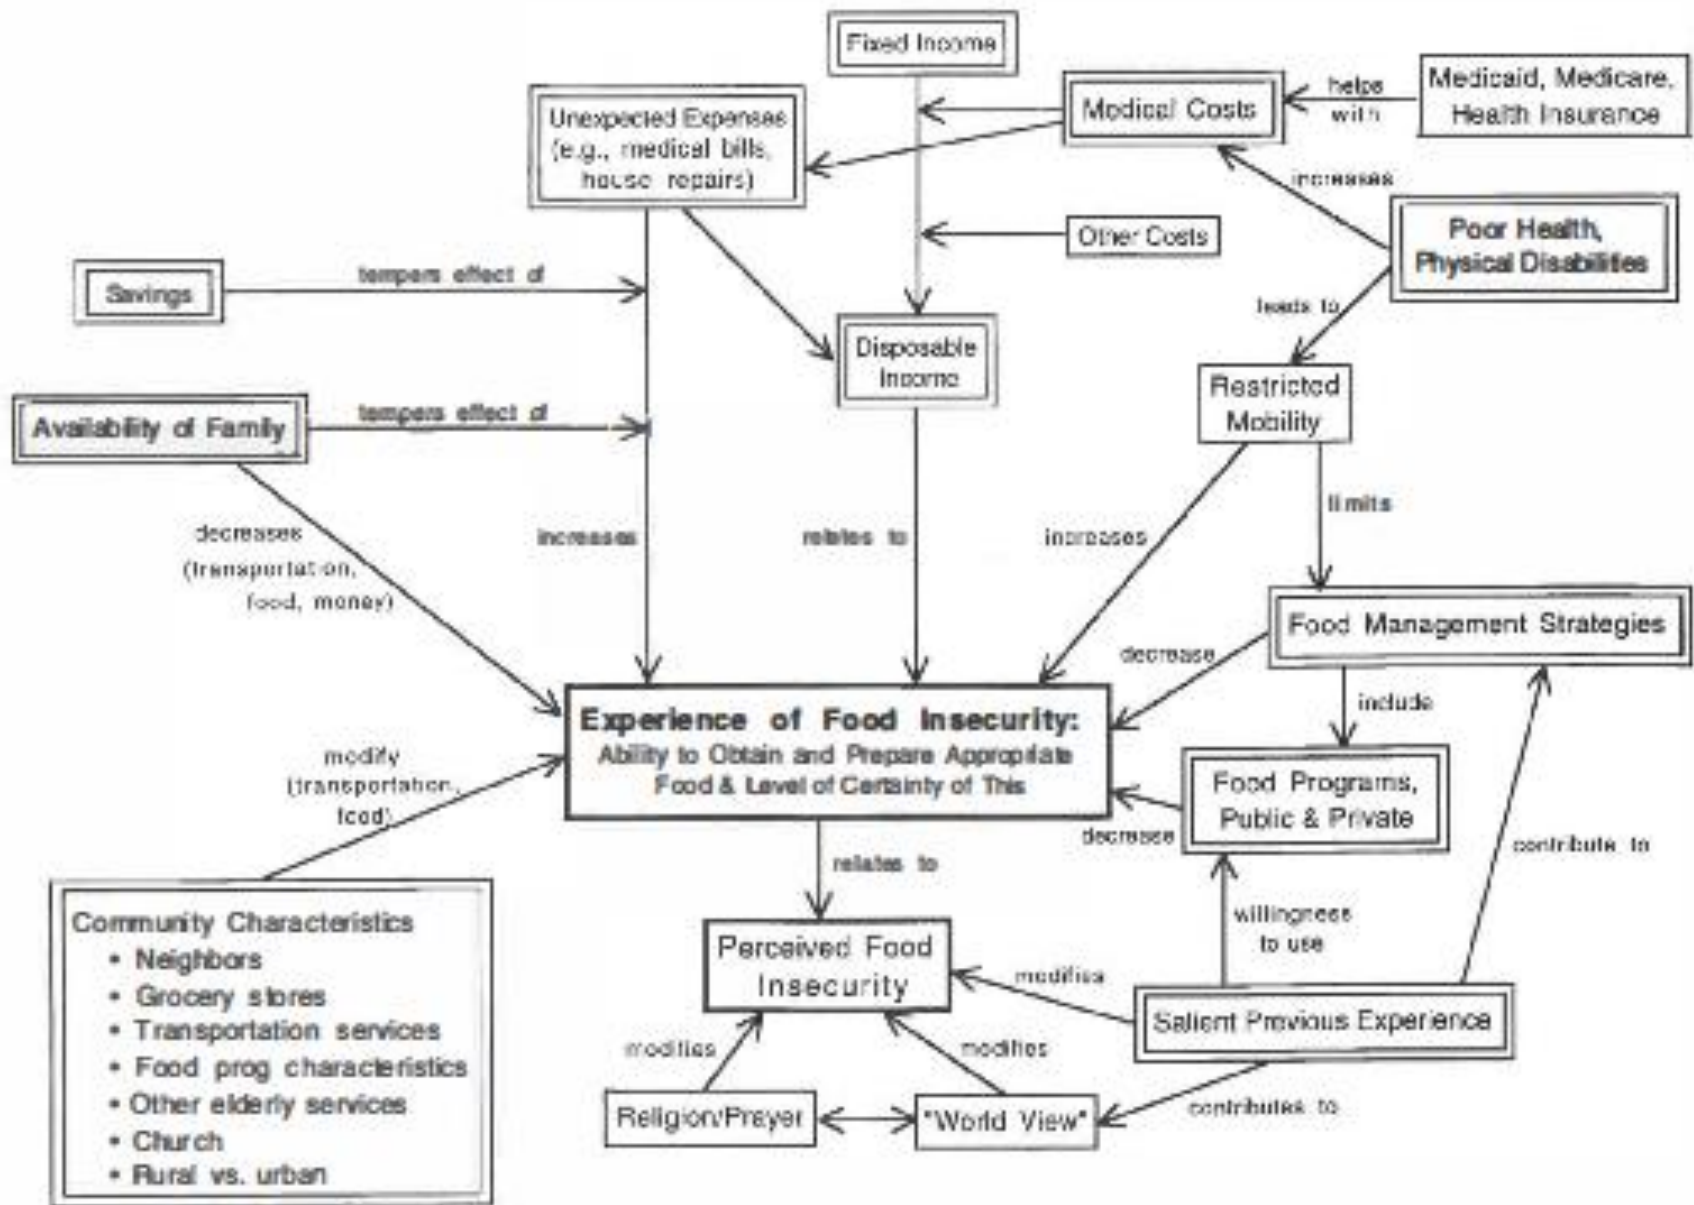 Fixed Income
Unexpected Expenses
(e.g., medical bills,
house repairs)
Medical Costs
helps
with
Medicaid, Medicare,
Health Insurance
increases
Poor Health,
Physical Disabilities
Other Costs
Savings
tempers effect of
leads to
Disposable
Income
Restricted
Mobility
Availability of Family
tempers effect of
limits
decreases
(transportation,
food, money)
increases
relates to
increases
Food Management Strategies
decrease
include
Experience of Food Insecurity:
Ability to Obtain and Prepare Appropriate
Food & Level of Certainty of This
modify
(transportation,
food)
Food Programs,
Public & Private
decrease
contribute to
relates to
willingness
to use
Community Characteristics
• Neighbors
• Grocery stores
• Transportation services
• Food prog characteristics
• Other elderly services
• Church
• Rural vs. urban
Perceived Food
Insecurity
modifies
Salient Previous Experience
modifies
modifies
contributes to
Religion/Prayer
"World View"